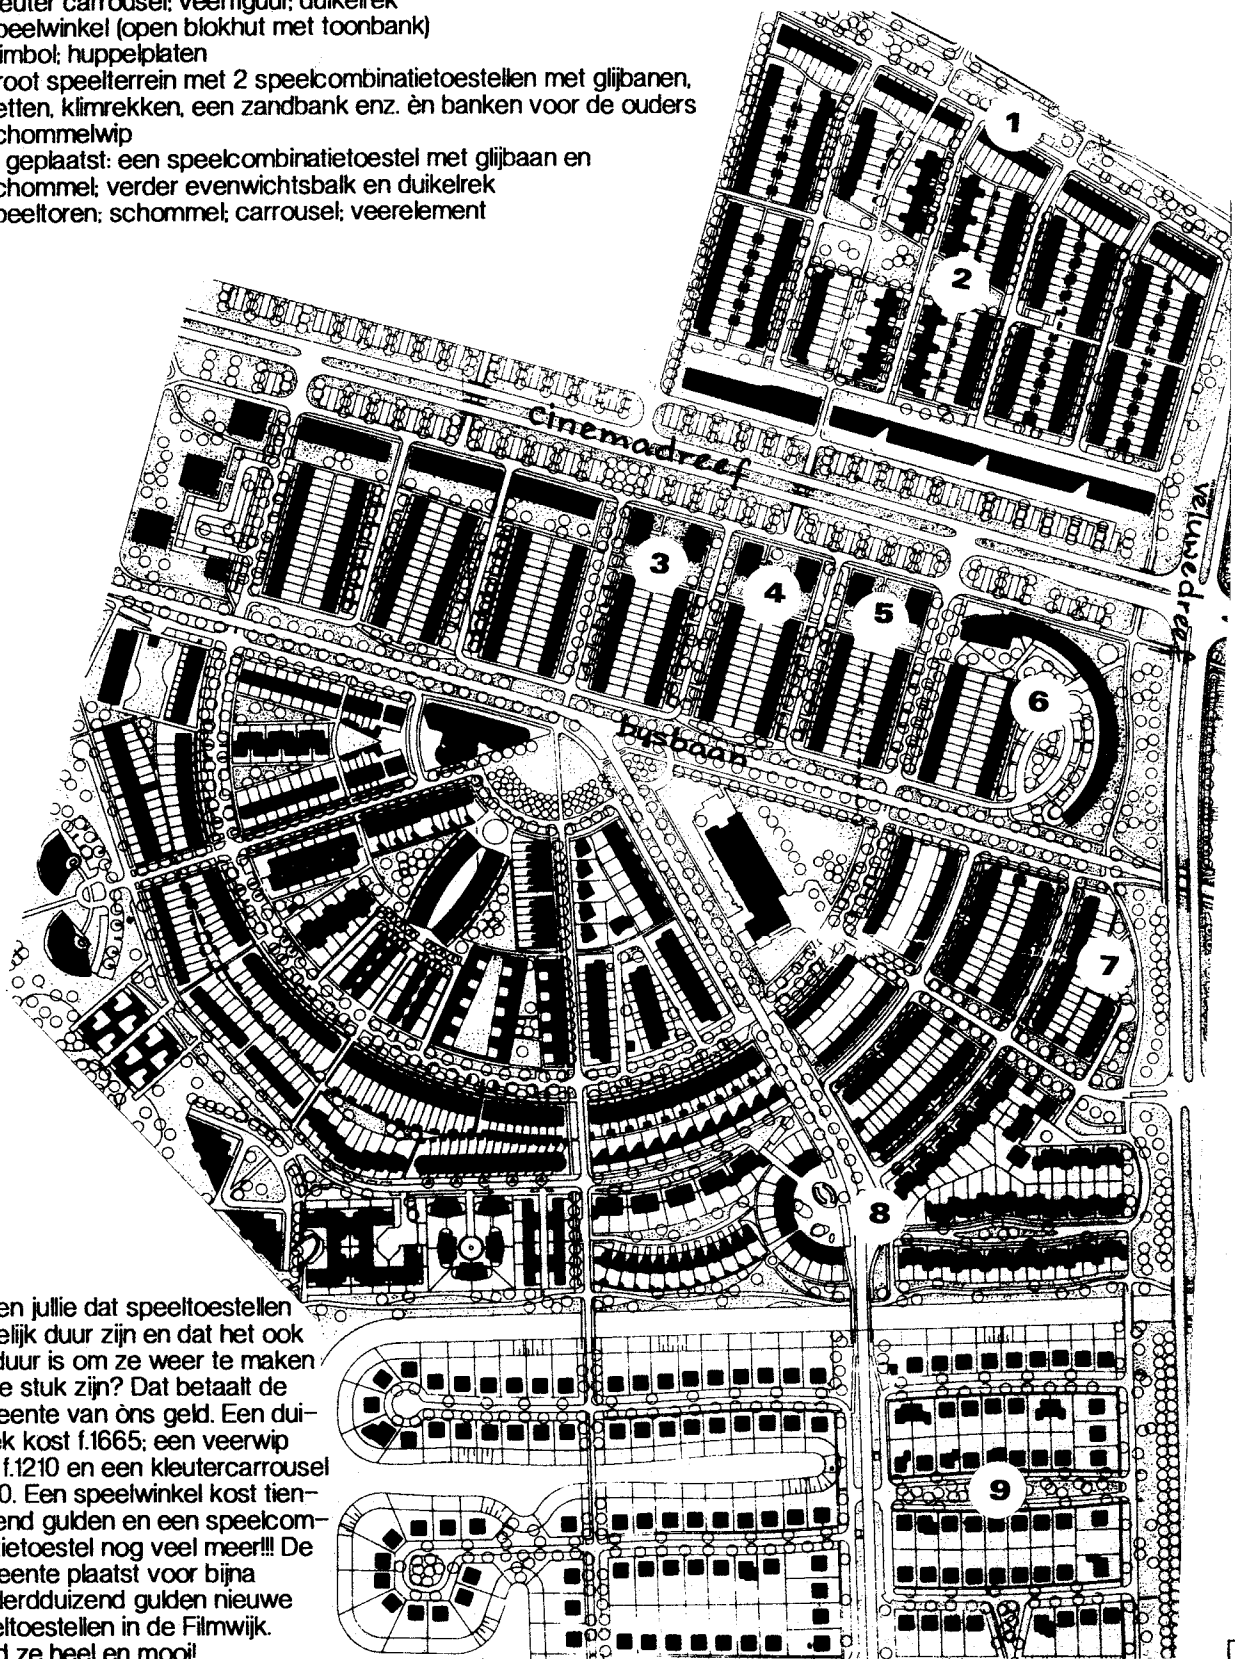 leuter carrousel; veerfiguur; duikelrek
peelwinkel (open blokhut met toonbank)
imbol; huppelplaten
root speelterrein met 2 speelcombinatietoestellen met glijbanen,
etten, klimrekken, een zandbank enz. èn banken voor de ouders
chommelwip
geplaatst: een speelcombinatietoestel met glijbaan en
chommel; verder evenwichtsbalk en duikelrek
peeltoren; schommel; carrousel; veerelement
1
2
cinemadreef
veluwedreef
3
4
5
6
busbaan
7
8
9
en jullie dat speeltoestellen
elijk duur zijn en dat het ook
duur is om ze weer te maken
e stuk zijn? Dat betaalt de
eente van òns geld. Een dui-
ek kost f.1665; een veerwip
f.1210 en een kleutercarrousel
0. Een speelwinkel kost tien-
end gulden en een speelcom-
ietoestel nog veel meer!!! De
eente plaatst voor bijna
lerdduizend gulden nieuwe
eltoestellen in de Filmwijk.
d ze heel en mooi!